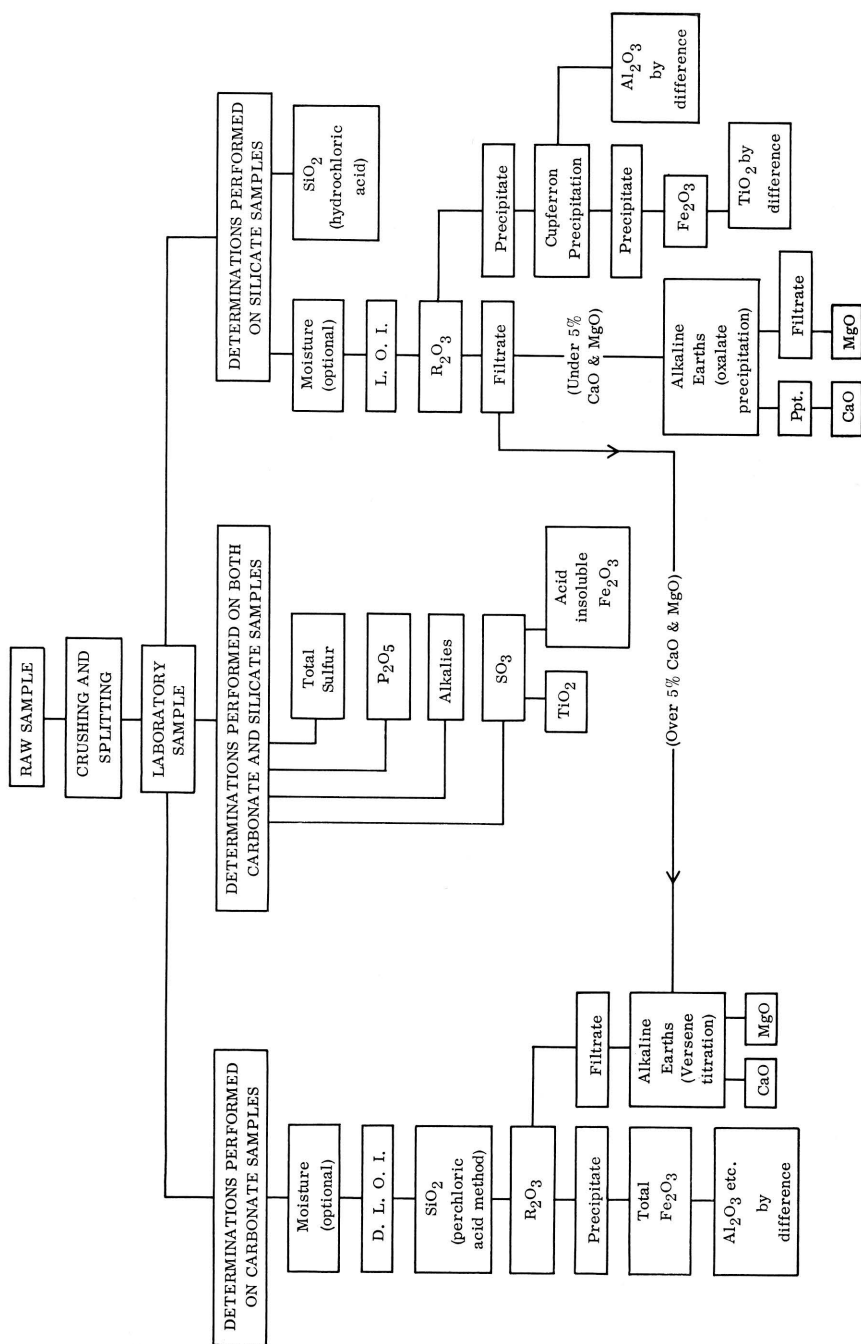 RAW SAMPLE
CRUSHING AND
SPLITTING
LABORATORY
SAMPLE
DETERMINATIONS PERFORMED
ON CARBONATE SAMPLES
Moisture
(optional)
D. L. O. I.
SiO₂
(perchloric
acid method)
R₂O₃
Precipitate
Total
Fe₂O₃
Al₂O₃ etc.
by
difference
Filtrate
Alkaline
Earths
(Versene
titration)
CaO
MgO
DETERMINATIONS PERFORMED ON BOTH
CARBONATE AND SILICATE SAMPLES
Total
Sulfur
P₂O₅
Alkalies
SO₃
TiO₂
Acid
insoluble
Fe₂O₃
(Over 5% CaO & MgO)
DETERMINATIONS PERFORMED
ON SILICATE SAMPLES
Moisture
(optional)
L. O. I.
R₂O₃
Filtrate
(Under 5%
CaO & MgO)
Alkaline
Earths
(oxalate
precipitation)
Ppt.
CaO
Filtrate
MgO
Precipitate
Cupferron
Precipitation
Precipitate
Fe₂O₃
TiO₂ by
difference
Al₂O₃
by
difference
SiO₂
(hydrochloric
acid)